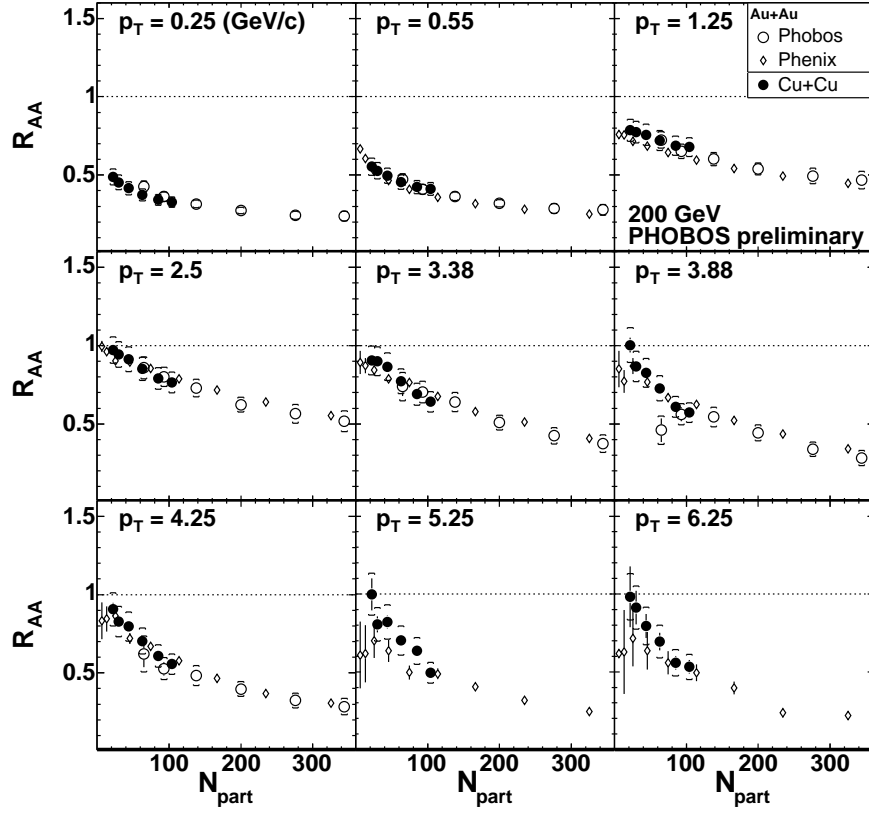 p_T = 0.25 (GeV/c)
0.55
p_T = 1.25
Au+Au
Phobos
Phenix
Cu+Cu
1.5
1
0.5
R_AA
200 GeV
PHOBOS preliminary
p_T = 2.5
p_T = 3.38
p_T = 3.88
1.5
1
0.5
R_AA
p_T = 4.25
p_T = 5.25
p_T = 6.25
1.5
1
0.5
R_AA
100 200 300
100 200 300
100 200 300
N_part
N_part
N_part